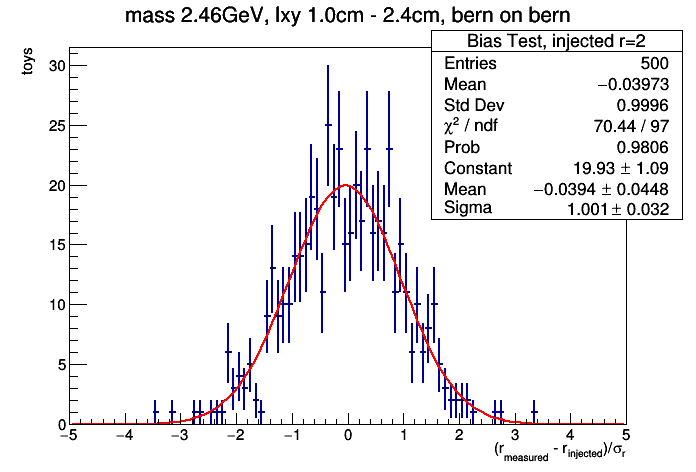 mass 2.46GeV, lxy 1.0cm - 2.4cm, bern on bern
Bias Test, injected r=2
Entries 500
Mean −0.03973
Std Dev 0.9996
χ² / ndf 70.44 / 97
Prob 0.9806
Constant 19.93 ± 1.09
Mean −0.0394 ± 0.0448
Sigma 1.001 ± 0.032
toys
30
25
20
15
10
5
0
−5 −4 −3 −2 −1 0 1 2 3 4 5
(r_measured - r_injected)/σ_r